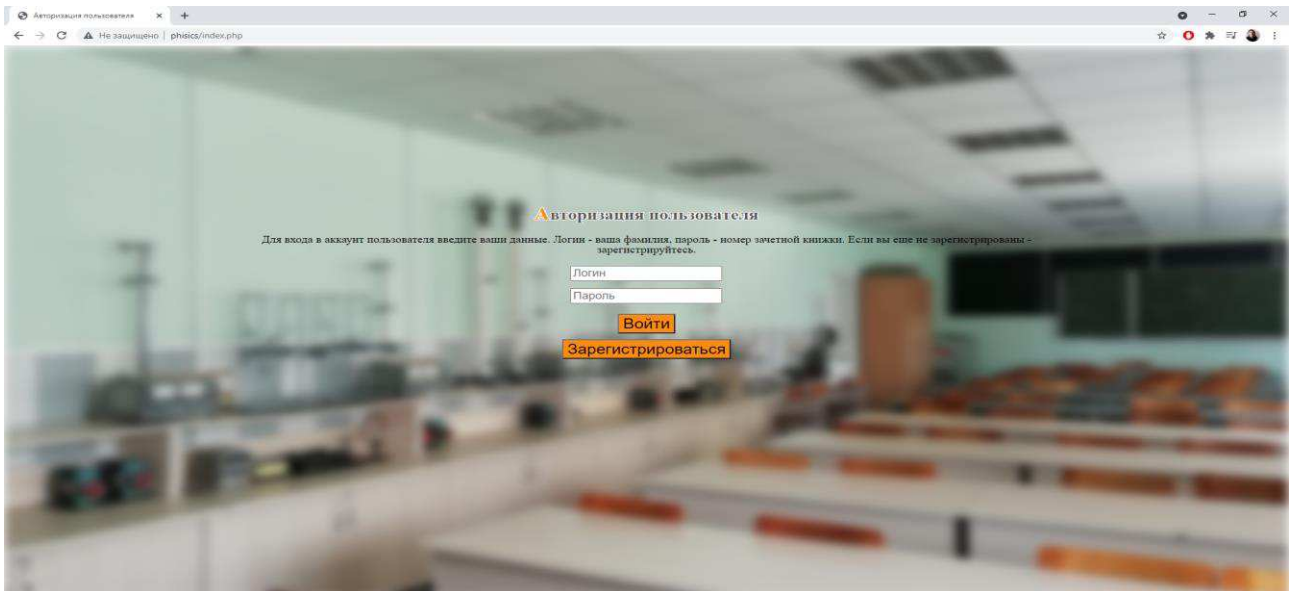 Авторизация пользователя
Не защищено | phisics/index.php
Авторизация пользователя
Для входа в аккаунт пользователя введите ваши данные. Логин - ваша фамилия, пароль - номер зачетной книжки. Если вы еще не зарегистрированы -
зарегистрируйтесь.
Логин
Пароль
Войти
Зарегистрироваться